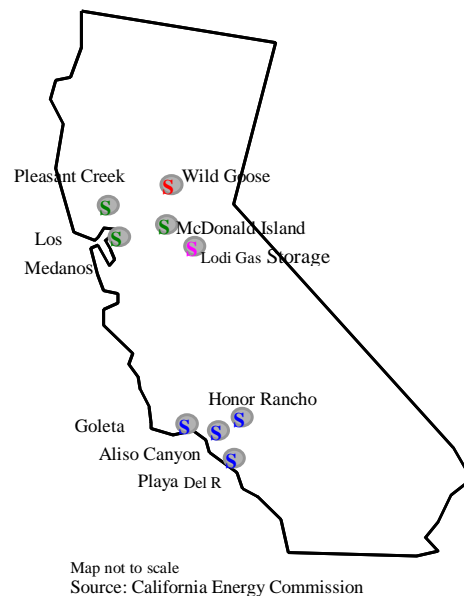 Pleasant Creek
S Wild Goose
S
S McDonald Island
Los
Medanos
S
S Lodi Gas Storage
Honor Rancho
S
Goleta
S
S
Aliso Canyon
S
Playa Del R
Map not to scale
Source: California Energy Commission